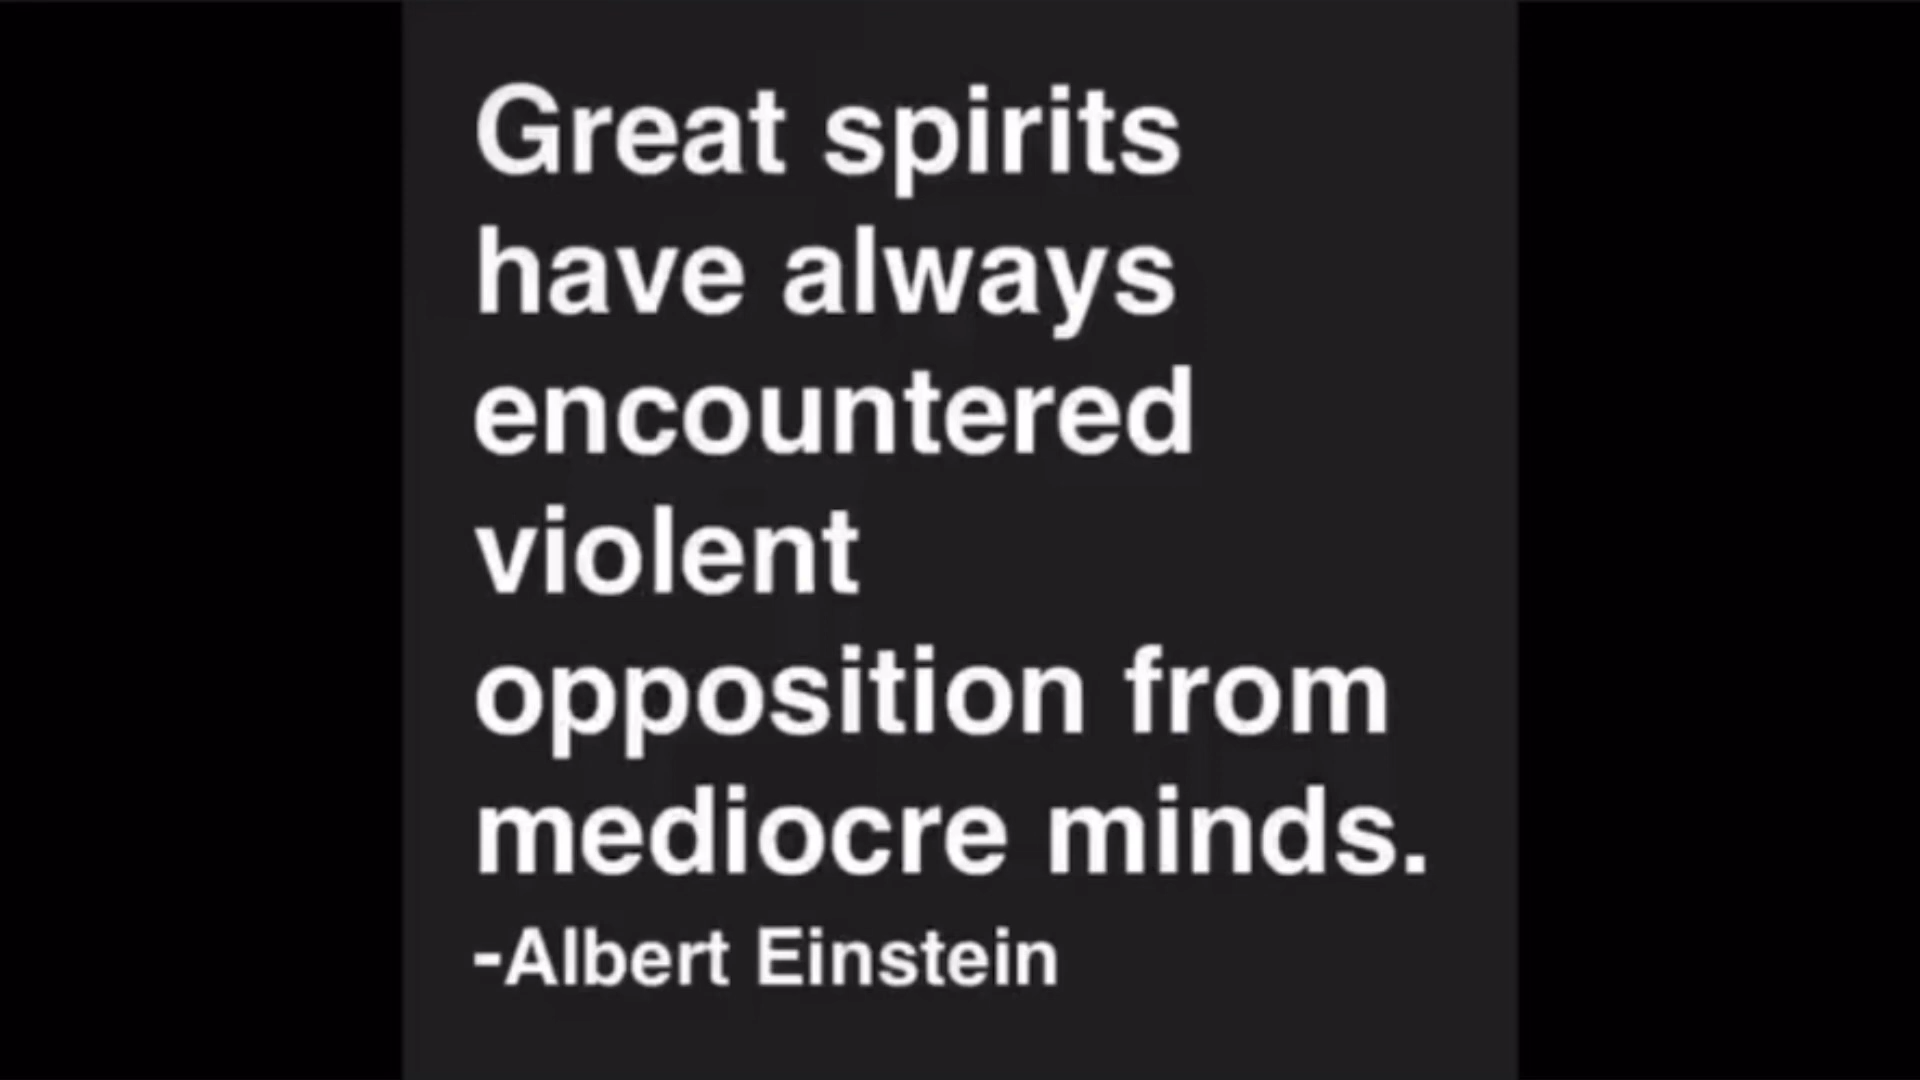 Great spirits
have always
encountered
violent
opposition from
mediocre minds.
-Albert Einstein